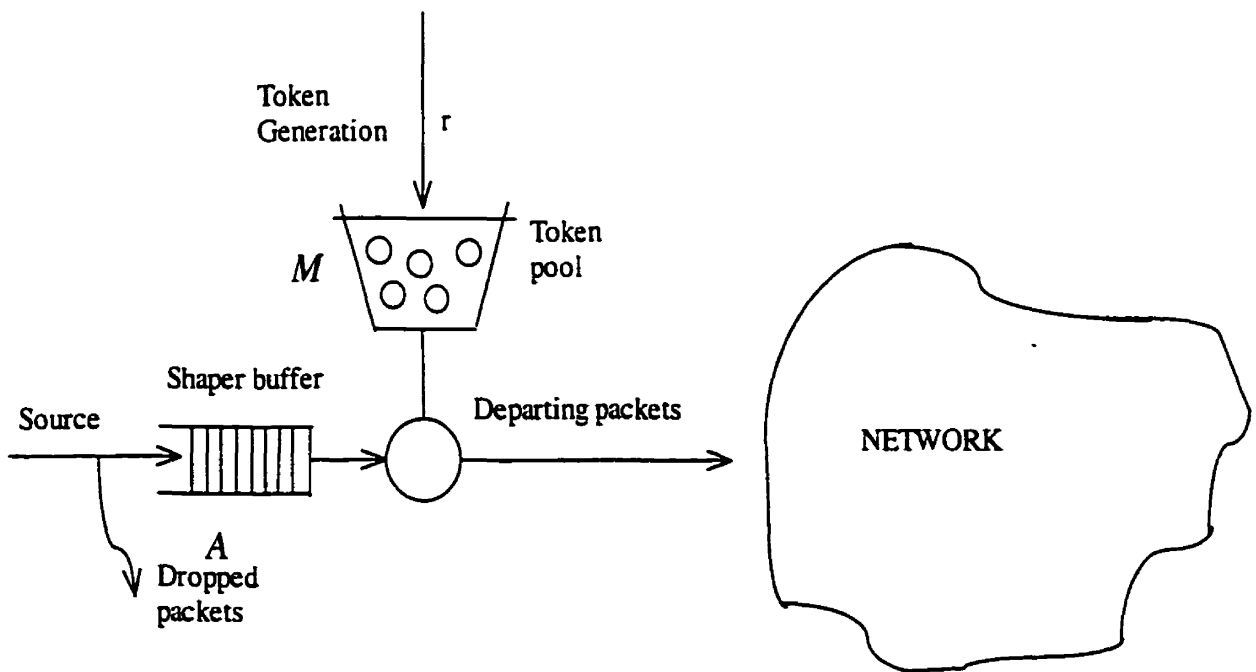 Token
Generation
r
M
Token
pool
Shaper buffer
Source
Departing packets
NETWORK
A
Dropped
packets